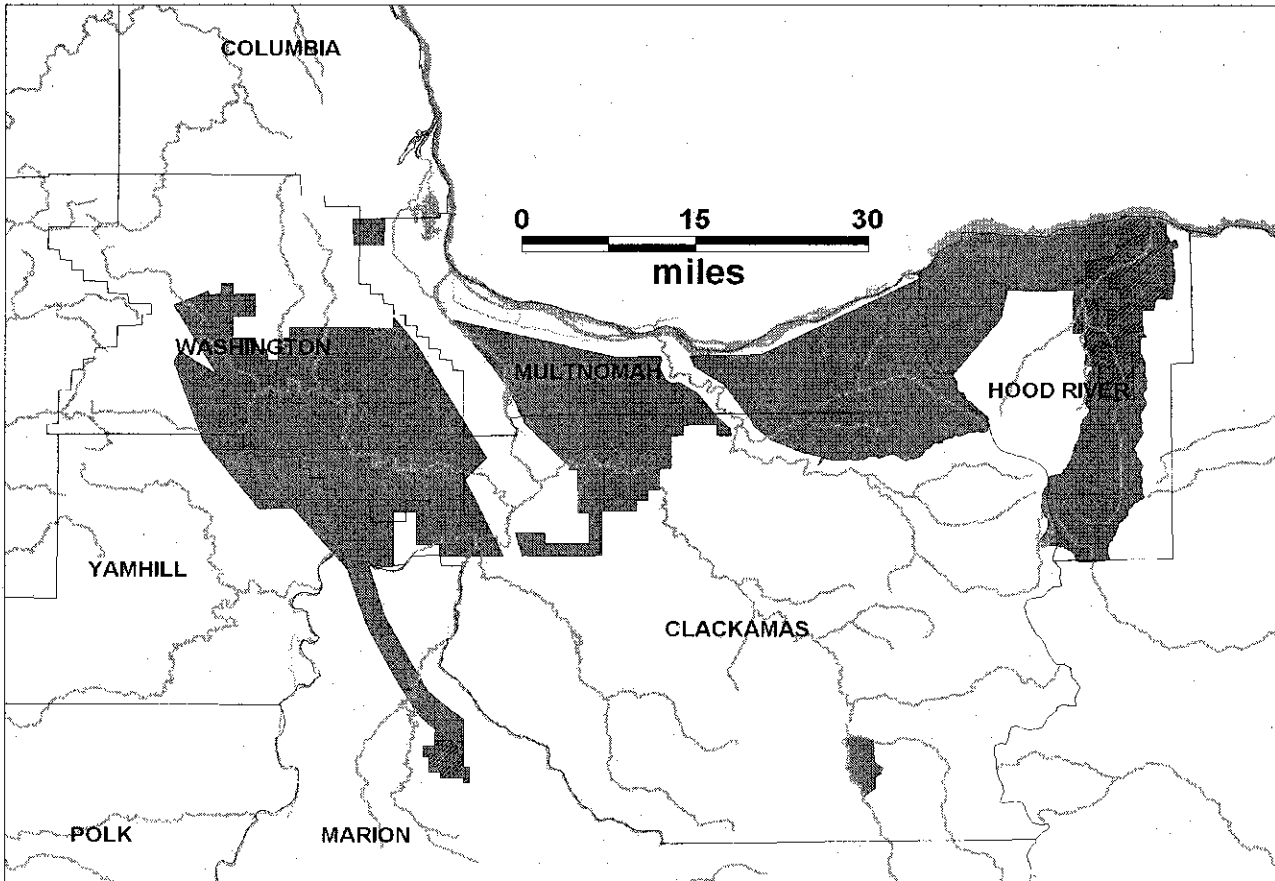 COLUMBIA
0 15 30
miles
WASHINGTON
MULTNOMAH
HOOD RIVER
YAMHILL
CLACKAMAS
POLK
MARION